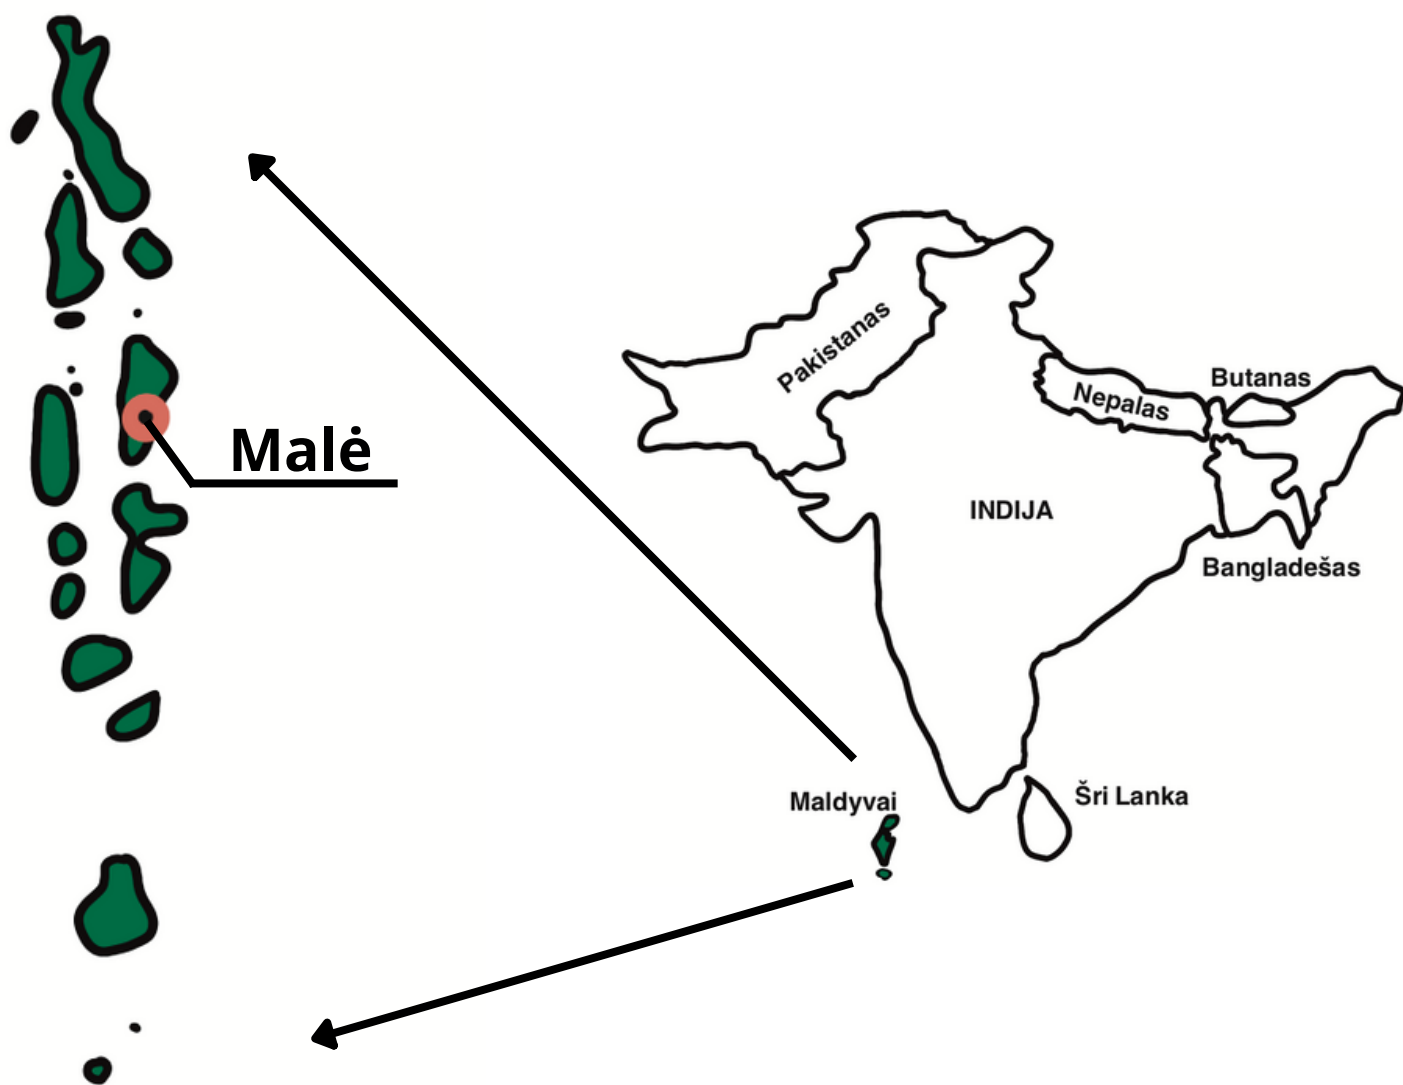 Malė
Pakistanas
Nepalas
Butanas
INDIJA
Bangladešas
Maldyvai
Šri Lanka